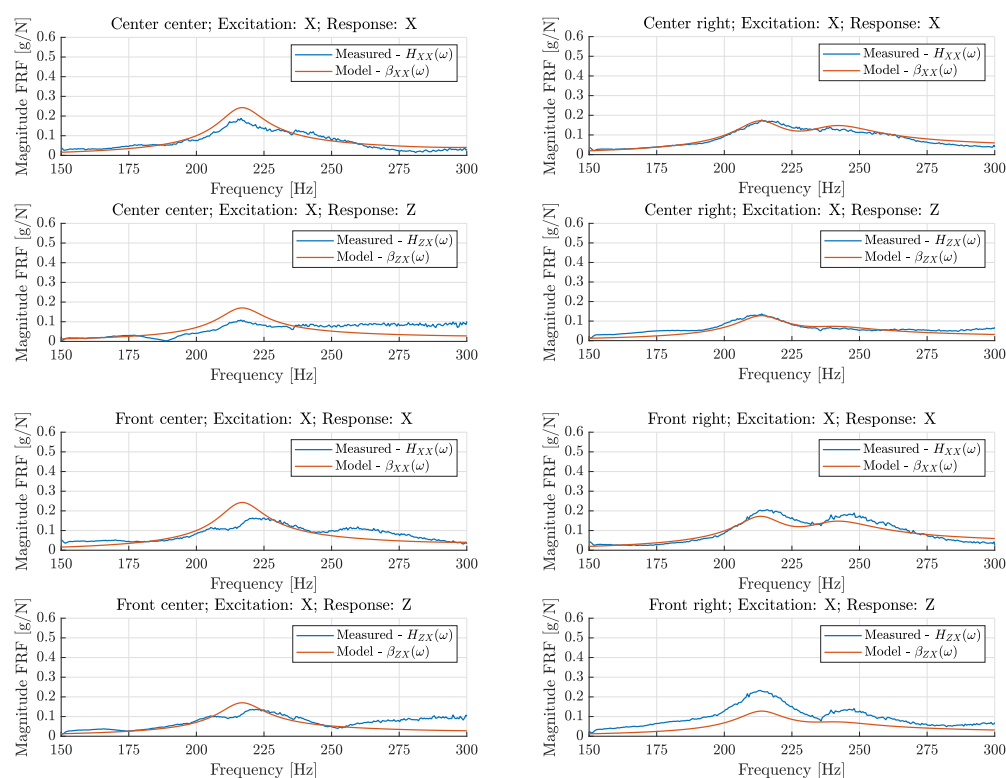 Center center; Excitation: X; Response: X
Magnitude FRF [g/N]
0.6
0.5
0.4
0.3
0.2
0.1
0
Measured - H_XX(ω)
Model - β_XX(ω)
150 175 200 225 250 275 300
Frequency [Hz]
Center right; Excitation: X; Response: X
Magnitude FRF [g/N]
0.6
0.5
0.4
0.3
0.2
0.1
0
Measured - H_XX(ω)
Model - β_XX(ω)
150 175 200 225 250 275 300
Frequency [Hz]
Center center; Excitation: X; Response: Z
Magnitude FRF [g/N]
0.6
0.5
0.4
0.3
0.2
0.1
0
Measured - H_ZX(ω)
Model - β_ZX(ω)
150 175 200 225 250 275 300
Frequency [Hz]
Center right; Excitation: X; Response: Z
Magnitude FRF [g/N]
0.6
0.5
0.4
0.3
0.2
0.1
0
Measured - H_ZX(ω)
Model - β_ZX(ω)
150 175 200 225 250 275 300
Frequency [Hz]
Front center; Excitation: X; Response: X
Magnitude FRF [g/N]
0.6
0.5
0.4
0.3
0.2
0.1
0
Measured - H_XX(ω)
Model - β_XX(ω)
150 175 200 225 250 275 300
Frequency [Hz]
Front right; Excitation: X; Response: X
Magnitude FRF [g/N]
0.6
0.5
0.4
0.3
0.2
0.1
0
Measured - H_XX(ω)
Model - β_XX(ω)
150 175 200 225 250 275 300
Frequency [Hz]
Front center; Excitation: X; Response: Z
Magnitude FRF [g/N]
0.6
0.5
0.4
0.3
0.2
0.1
0
Measured - H_ZX(ω)
Model - β_ZX(ω)
150 175 200 225 250 275 300
Frequency [Hz]
Front right; Excitation: X; Response: Z
Magnitude FRF [g/N]
0.6
0.5
0.4
0.3
0.2
0.1
0
Measured - H_ZX(ω)
Model - β_ZX(ω)
150 175 200 225 250 275 300
Frequency [Hz]